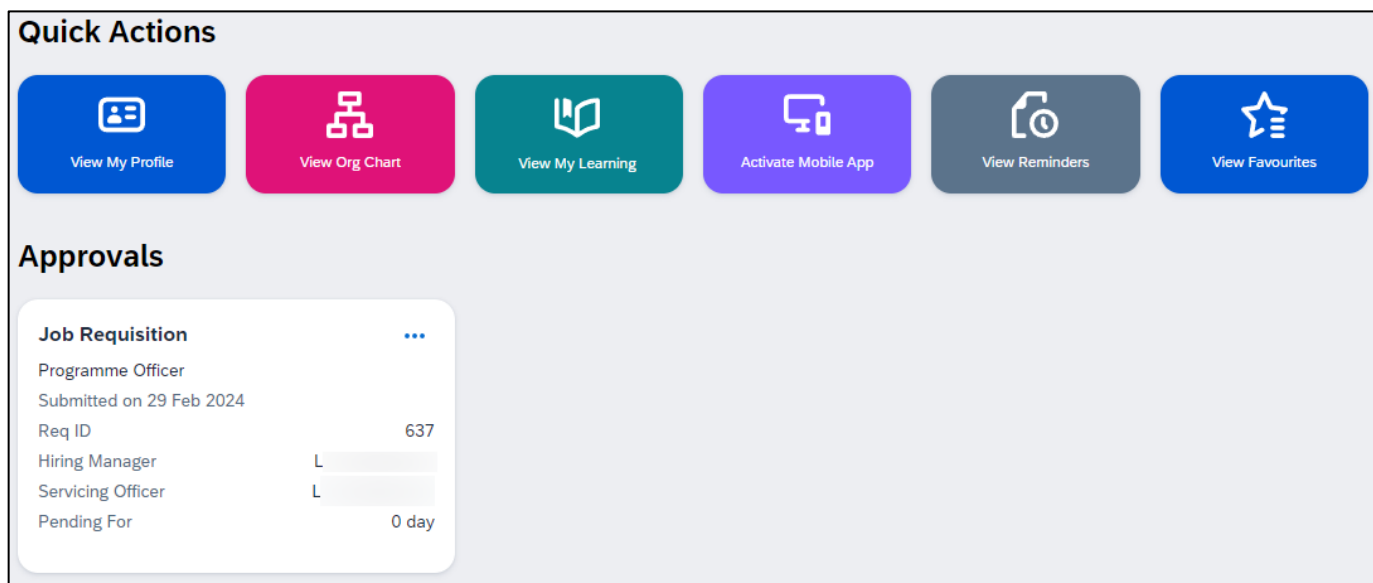 Quick Actions
View My Profile
View Org Chart
View My Learning
Activate Mobile App
View Reminders
View Favourites
Approvals
Job Requisition
Programme Officer
Submitted on 29 Feb 2024
Req ID 637
Hiring Manager L
Servicing Officer L
Pending For 0 day